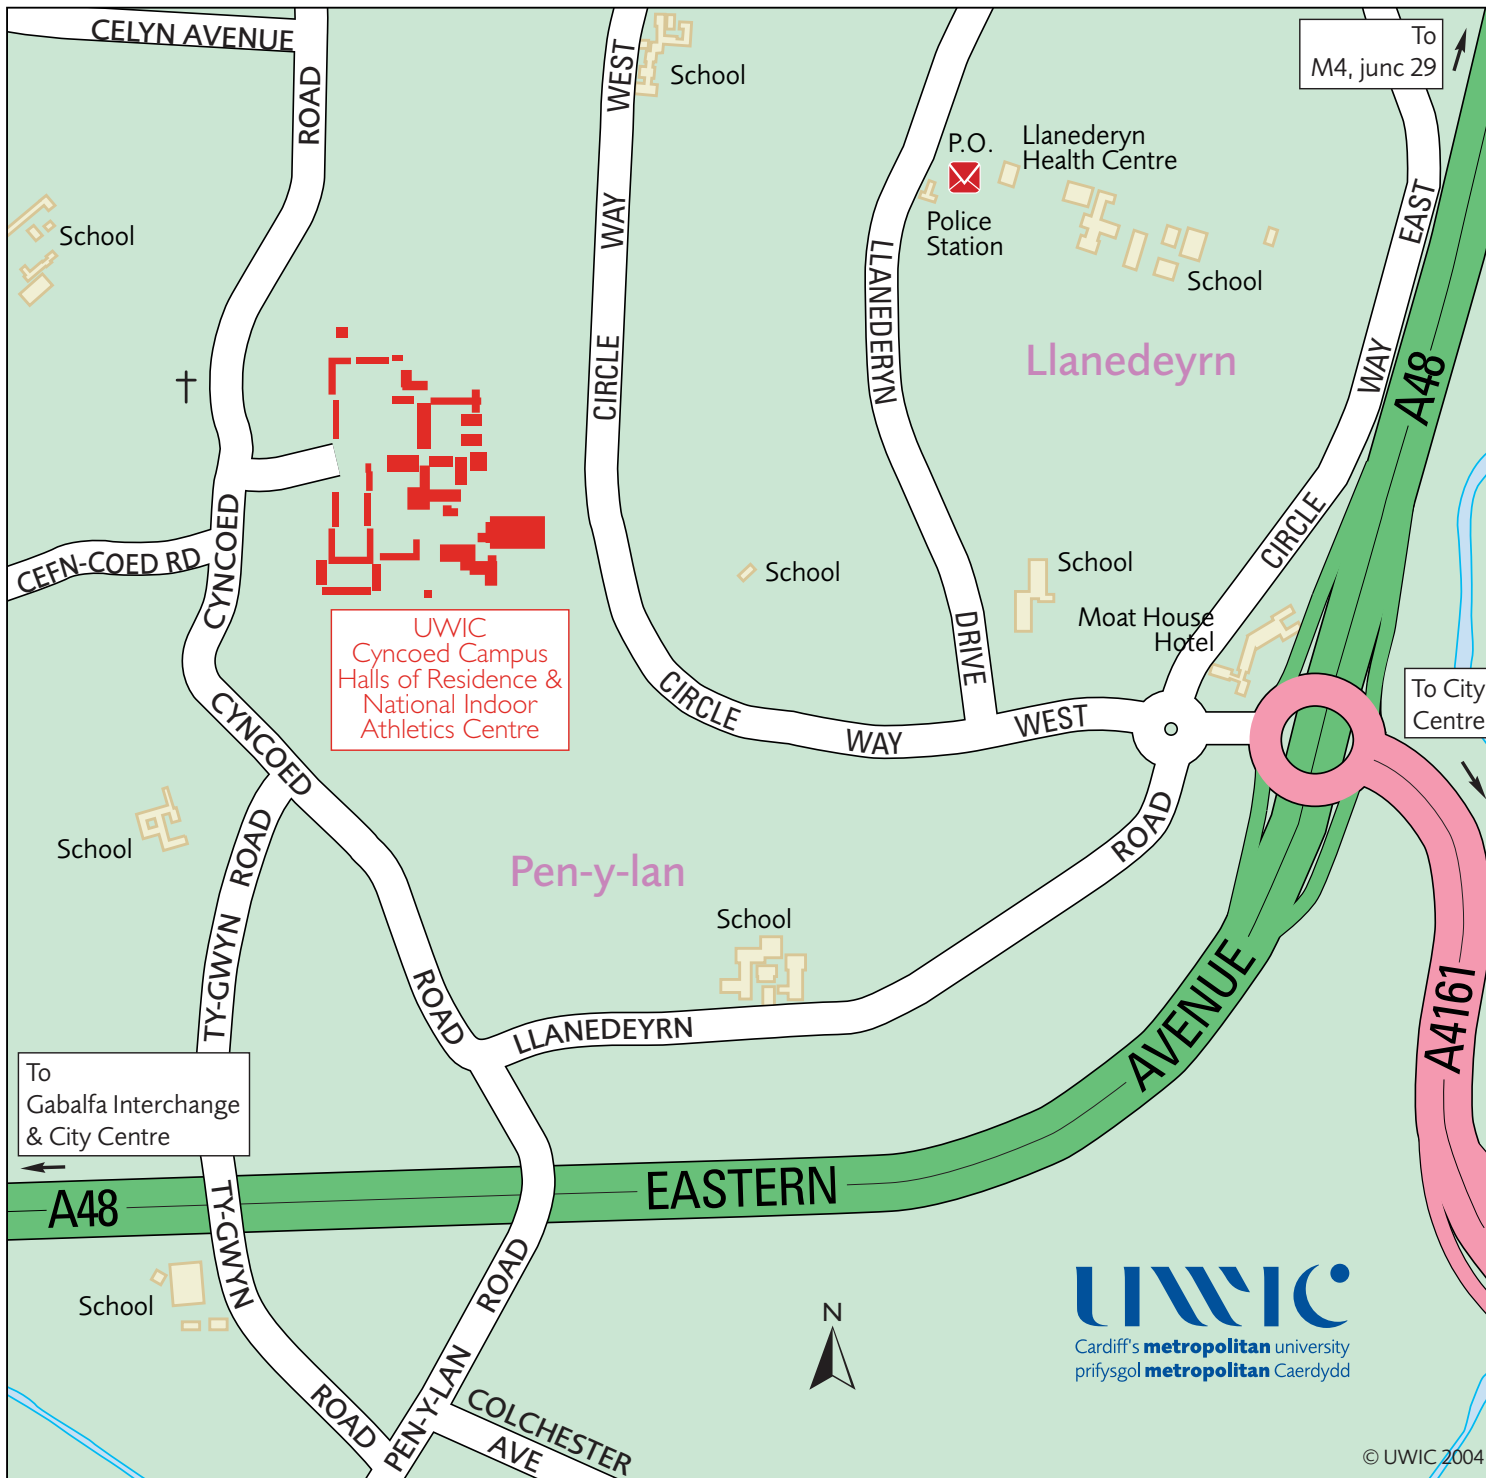 CELYN AVENUE
ROAD
WEST
School
To
M4, junc 29
P.O.
Llanederyn
Health Centre
WAY
EAST
School
Police
Station
School
LLANEDERYN
CIRCLE
Llanedeyrn
WAY
A48
CYNCOED
CEFN-COED RD
CIRCLE
School
School
Moat House
Hotel
DRIVE
UWIC
Cyncoed Campus
Halls of Residence &
National Indoor
Athletics Centre
To City
Centre
CYNCOED
CIRCLE
WAY
WEST
School
ROAD
ROAD
Pen-y-lan
School
TY-GWYN
ROAD
LLANEDEYRN
AVENUE
A4161
To
Gabalfa Interchange
& City Centre
A48
EASTERN
TY-GWYN
School
ROAD
ROAD
PEN-Y-LAN
COLCHESTER
AVE
N
UWIC
Cardiff's metropolitan university
prifysgol metropolitan Caerdydd
© UWIC 2004